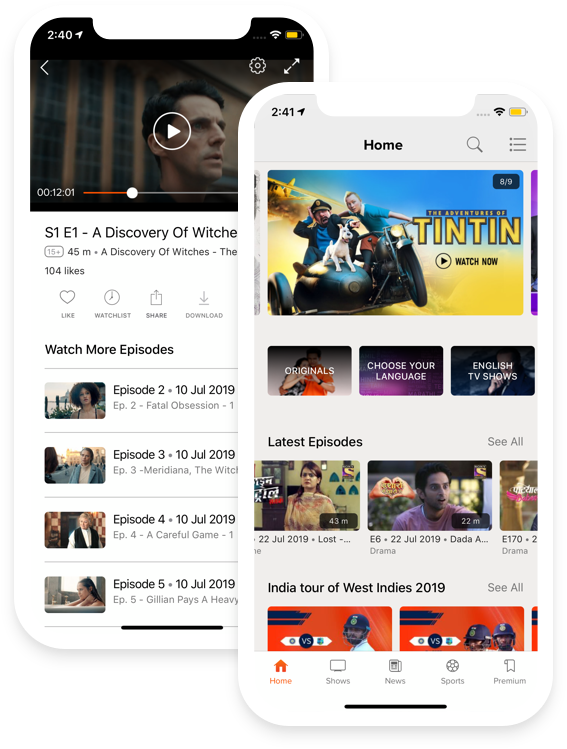 2:40
00:12:01
S1 E1 - A Discovery Of Witche
15+ 45 m • A Discovery Of Witches - The
104 likes
LIKE
WATCHLIST
SHARE
DOWNLOAD
Watch More Episodes
Episode 2 • 10 Jul 2019
Ep. 2 - Fatal Obsession - 1
Episode 3 • 10 Jul 2019
Ep. 3 -Meridiana, The Witch
Episode 4 • 10 Jul 2019
Ep. 4 - A Careful Game - 1
Episode 5 • 10 Jul 2019
Ep. 5 - Gillian Pays A Heavy
2:41
Home
8/9
THE ADVENTURES OF
TINTIN
WATCH NOW
ORIGINALS
CHOOSE YOUR
LANGUAGE
ENGLISH
TV SHOWS
Latest Episodes
See All
43 m
22 m
• 22 Jul 2019 • Lost -...
E6 • 22 Jul 2019 • Dada A...
Drama
E170 • 2
Drama
India tour of West Indies 2019
See All
VS
VS
Home
Shows
News
Sports
Premium